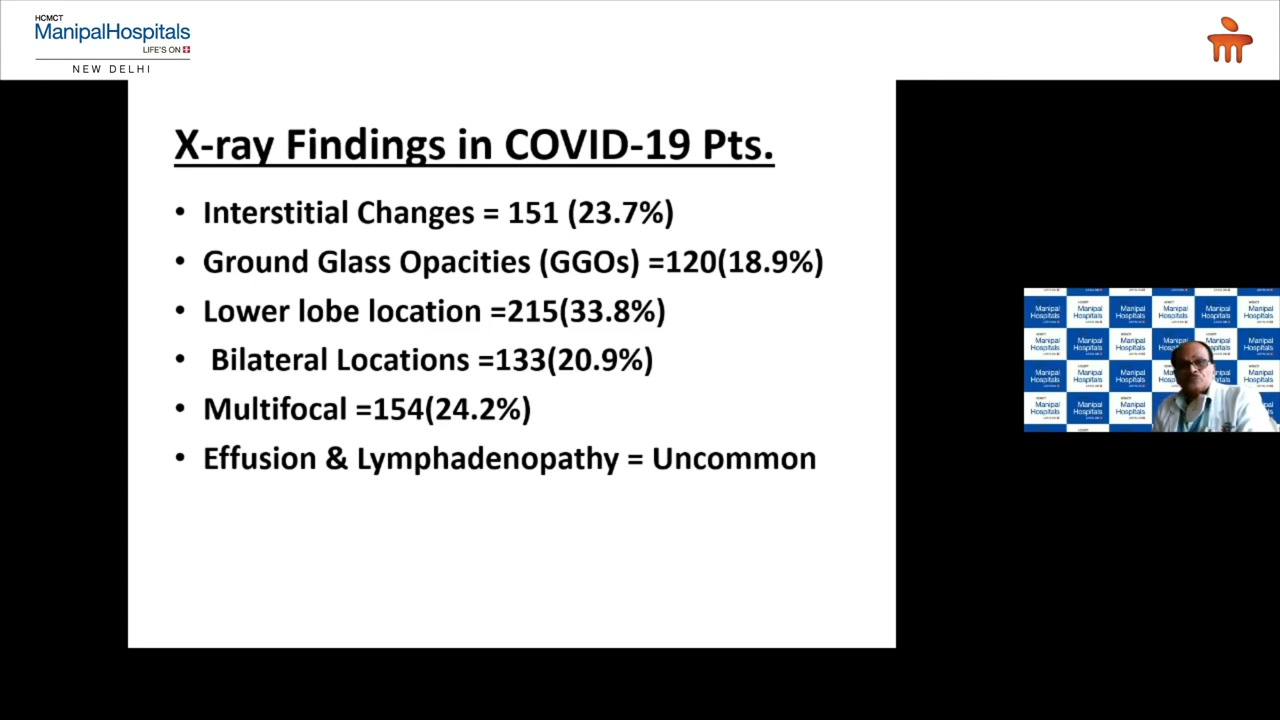 HCMCT
ManipalHospitals
LIFE'S ON
NEW DELHI
X-ray Findings in COVID-19 Pts.
• Interstitial Changes = 151 (23.7%)
• Ground Glass Opacities (GGOs) =120(18.9%)
• Lower lobe location =215(33.8%)
• Bilateral Locations =133(20.9%)
• Multifocal =154(24.2%)
• Effusion & Lymphadenopathy = Uncommon
Manipal Hospitals